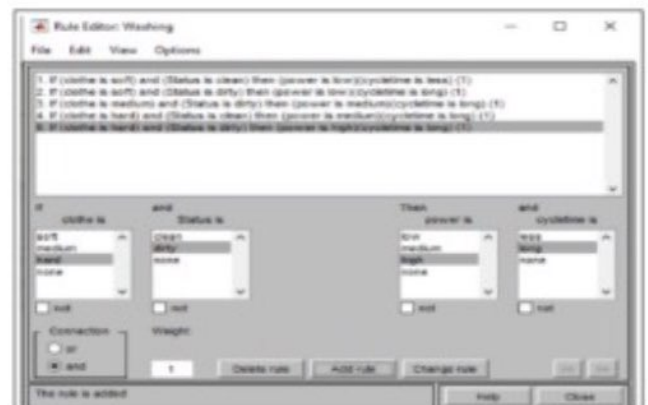 Rule Editor: Washing
File Edit View Options
1. If (clothe is soft) and (Status is clean) then (power is low)(cycletime is less) (1)
2. If (clothe is soft) and (Status is dirty) then (power is low)(cycletime is long) (1)
3. If (clothe is medium) and (Status is dirty) then (power is medium)(cycletime is long) (1)
4. If (clothe is hard) and (Status is clean) then (power is medium)(cycletime is long) (1)
5. If (clothe is hard) and (Status is dirty) then (power is high)(cycletime is long) (1)
If and Then and
clothe is Status is power is cycletime is
soft clean low less
medium dirty medium long
hard none high none
none none
not not not not
Connection Weight:
or
and 1 Delete rule Add rule Change rule << >>
The rule is added Help Close